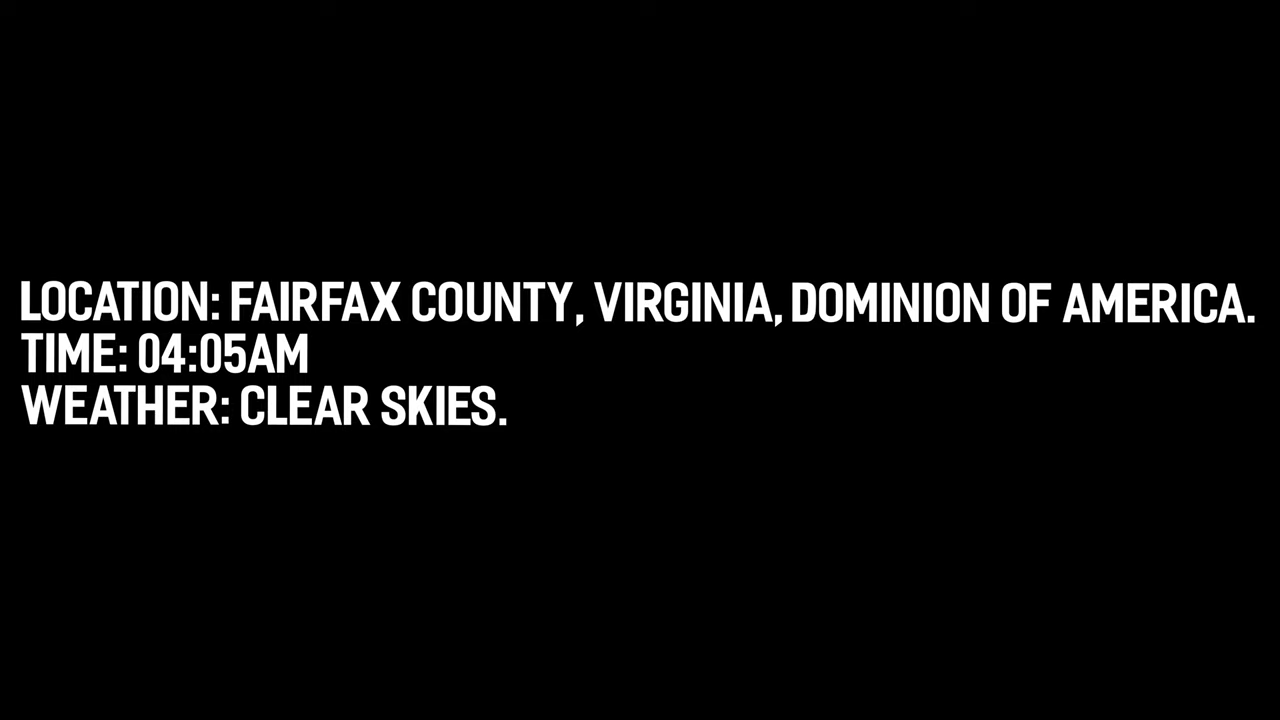 LOCATION: FAIRFAX COUNTY, VIRGINIA, DOMINION OF AMERICA.
TIME: 04:05AM
WEATHER: CLEAR SKIES.